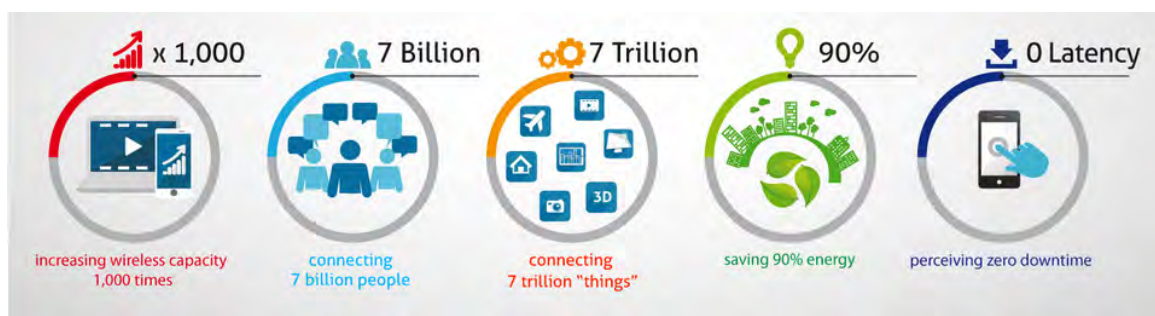 x 1,000
7 Billion
7 Trillion
90%
0 Latency
3D
increasing wireless capacity
1,000 times
connecting
7 billion people
connecting
7 trillion “things”
saving 90% energy
perceiving zero downtime